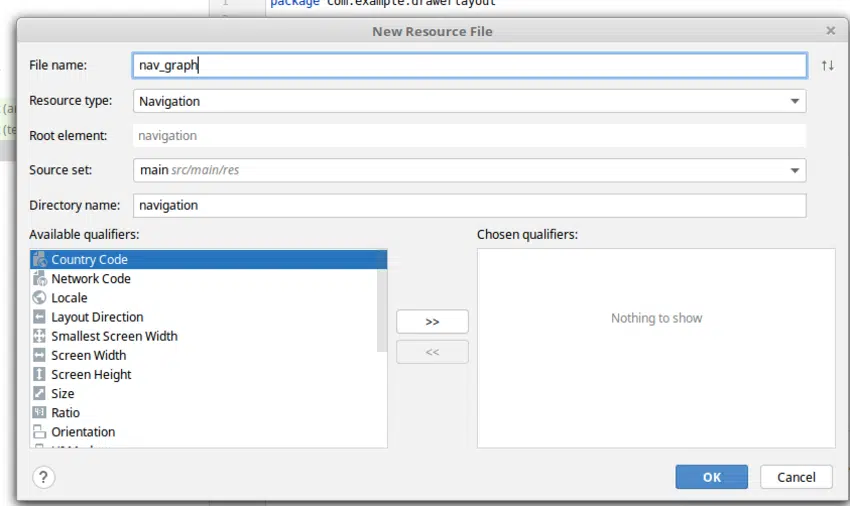 1 package com.example.drawerlayout
New Resource File
File name: nav_graph
Resource type: Navigation
Root element: navigation
Source set: main src/main/res
Directory name: navigation
Available qualifiers: Chosen qualifiers:
Country Code
Network Code
Locale
Layout Direction
Smallest Screen Width
Screen Width
Screen Height
Size
Ratio
Orientation
>>
<<
Nothing to show
? OK Cancel